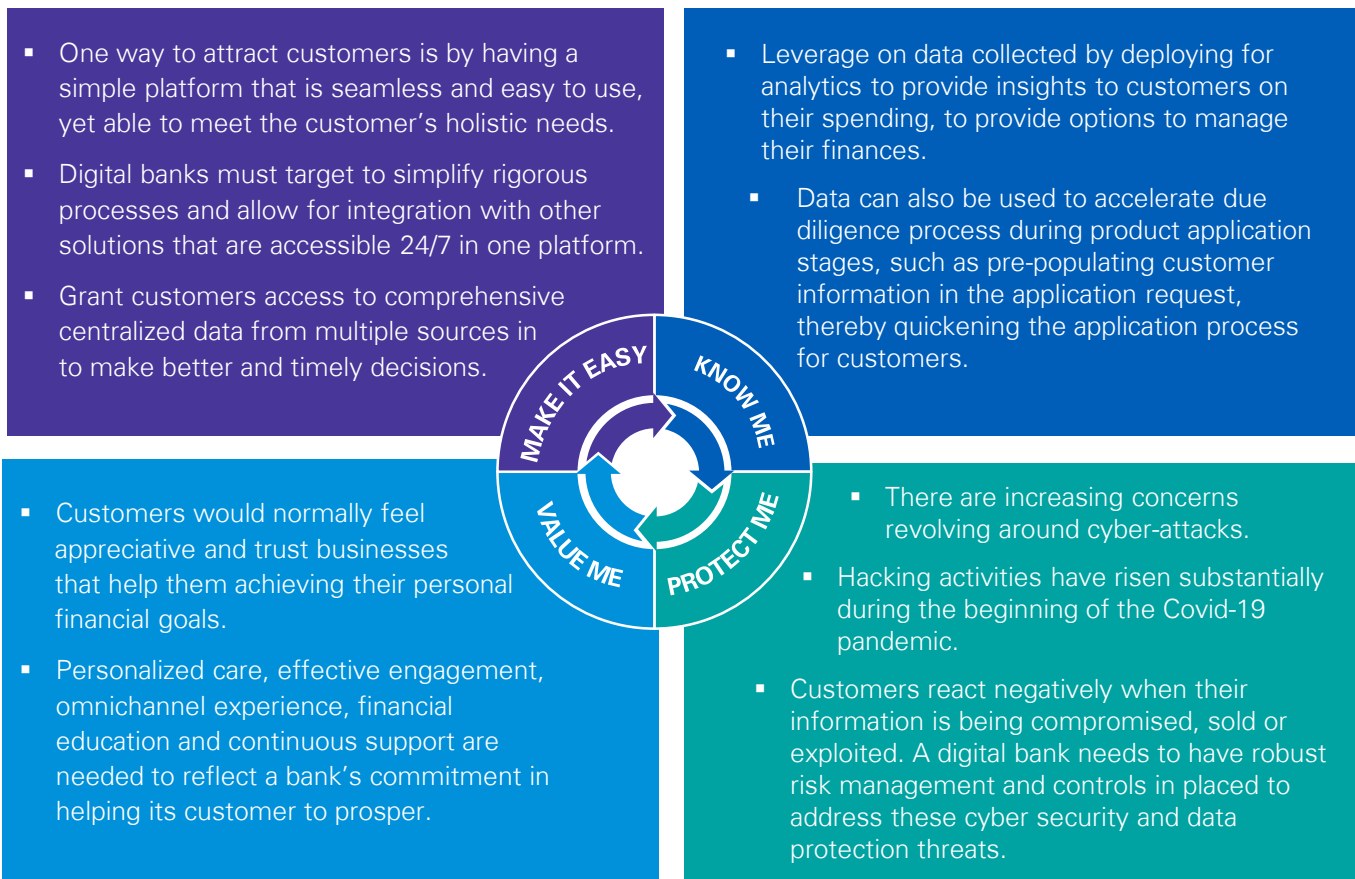 ▪ One way to attract customers is by having a
simple platform that is seamless and easy to use,
yet able to meet the customer's holistic needs.
▪ Digital banks must target to simplify rigorous
processes and allow for integration with other
solutions that are accessible 24/7 in one platform.
▪ Grant customers access to comprehensive
centralized data from multiple sources in
to make better and timely decisions.
▪ Leverage on data collected by deploying for
analytics to provide insights to customers on
their spending, to provide options to manage
their finances.
▪ Data can also be used to accelerate due
diligence process during product application
stages, such as pre-populating customer
information in the application request,
thereby quickening the application process
for customers.
MAKE IT EASY
KNOW ME
VALUE ME
PROTECT ME
▪ Customers would normally feel
appreciative and trust businesses
that help them achieving their personal
financial goals.
▪ Personalized care, effective engagement,
omnichannel experience, financial
education and continuous support are
needed to reflect a bank's commitment in
helping its customer to prosper.
▪ There are increasing concerns
revolving around cyber-attacks.
▪ Hacking activities have risen substantially
during the beginning of the Covid-19
pandemic.
▪ Customers react negatively when their
information is being compromised, sold or
exploited. A digital bank needs to have robust
risk management and controls in placed to
address these cyber security and data
protection threats.